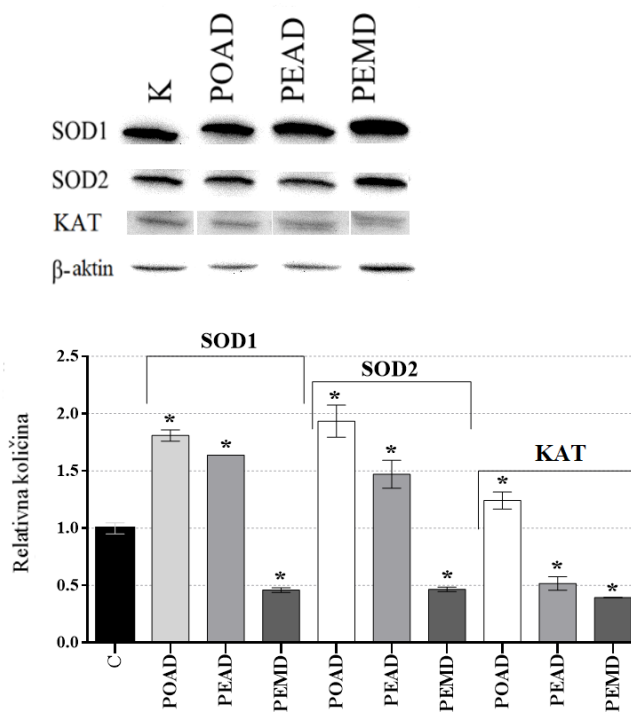 K POAD PEAD PEMD
SOD1
SOD2
KAT
β-aktin
SOD1
SOD2
KAT
Relativna količina
2.5
2.0
1.5
1.0
0.5
0.0
* * * * * * * * *
C POAD PEAD PEMD POAD PEAD PEMD POAD PEAD PEMD